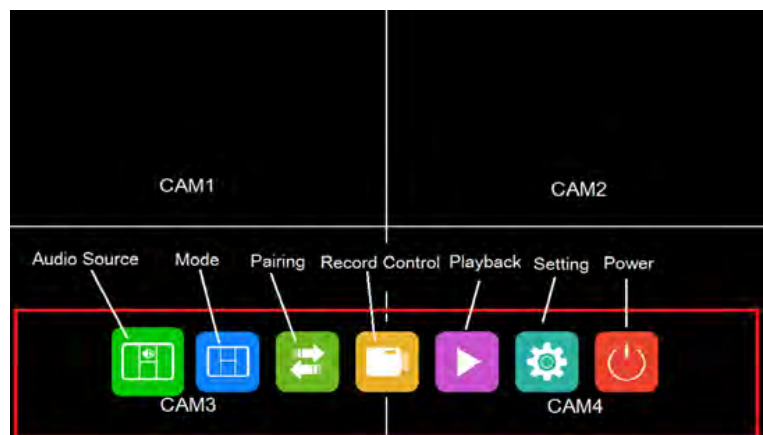 CAM1
CAM2
Audio Source Mode Pairing Record Control Playback Setting Power
CAM3
CAM4